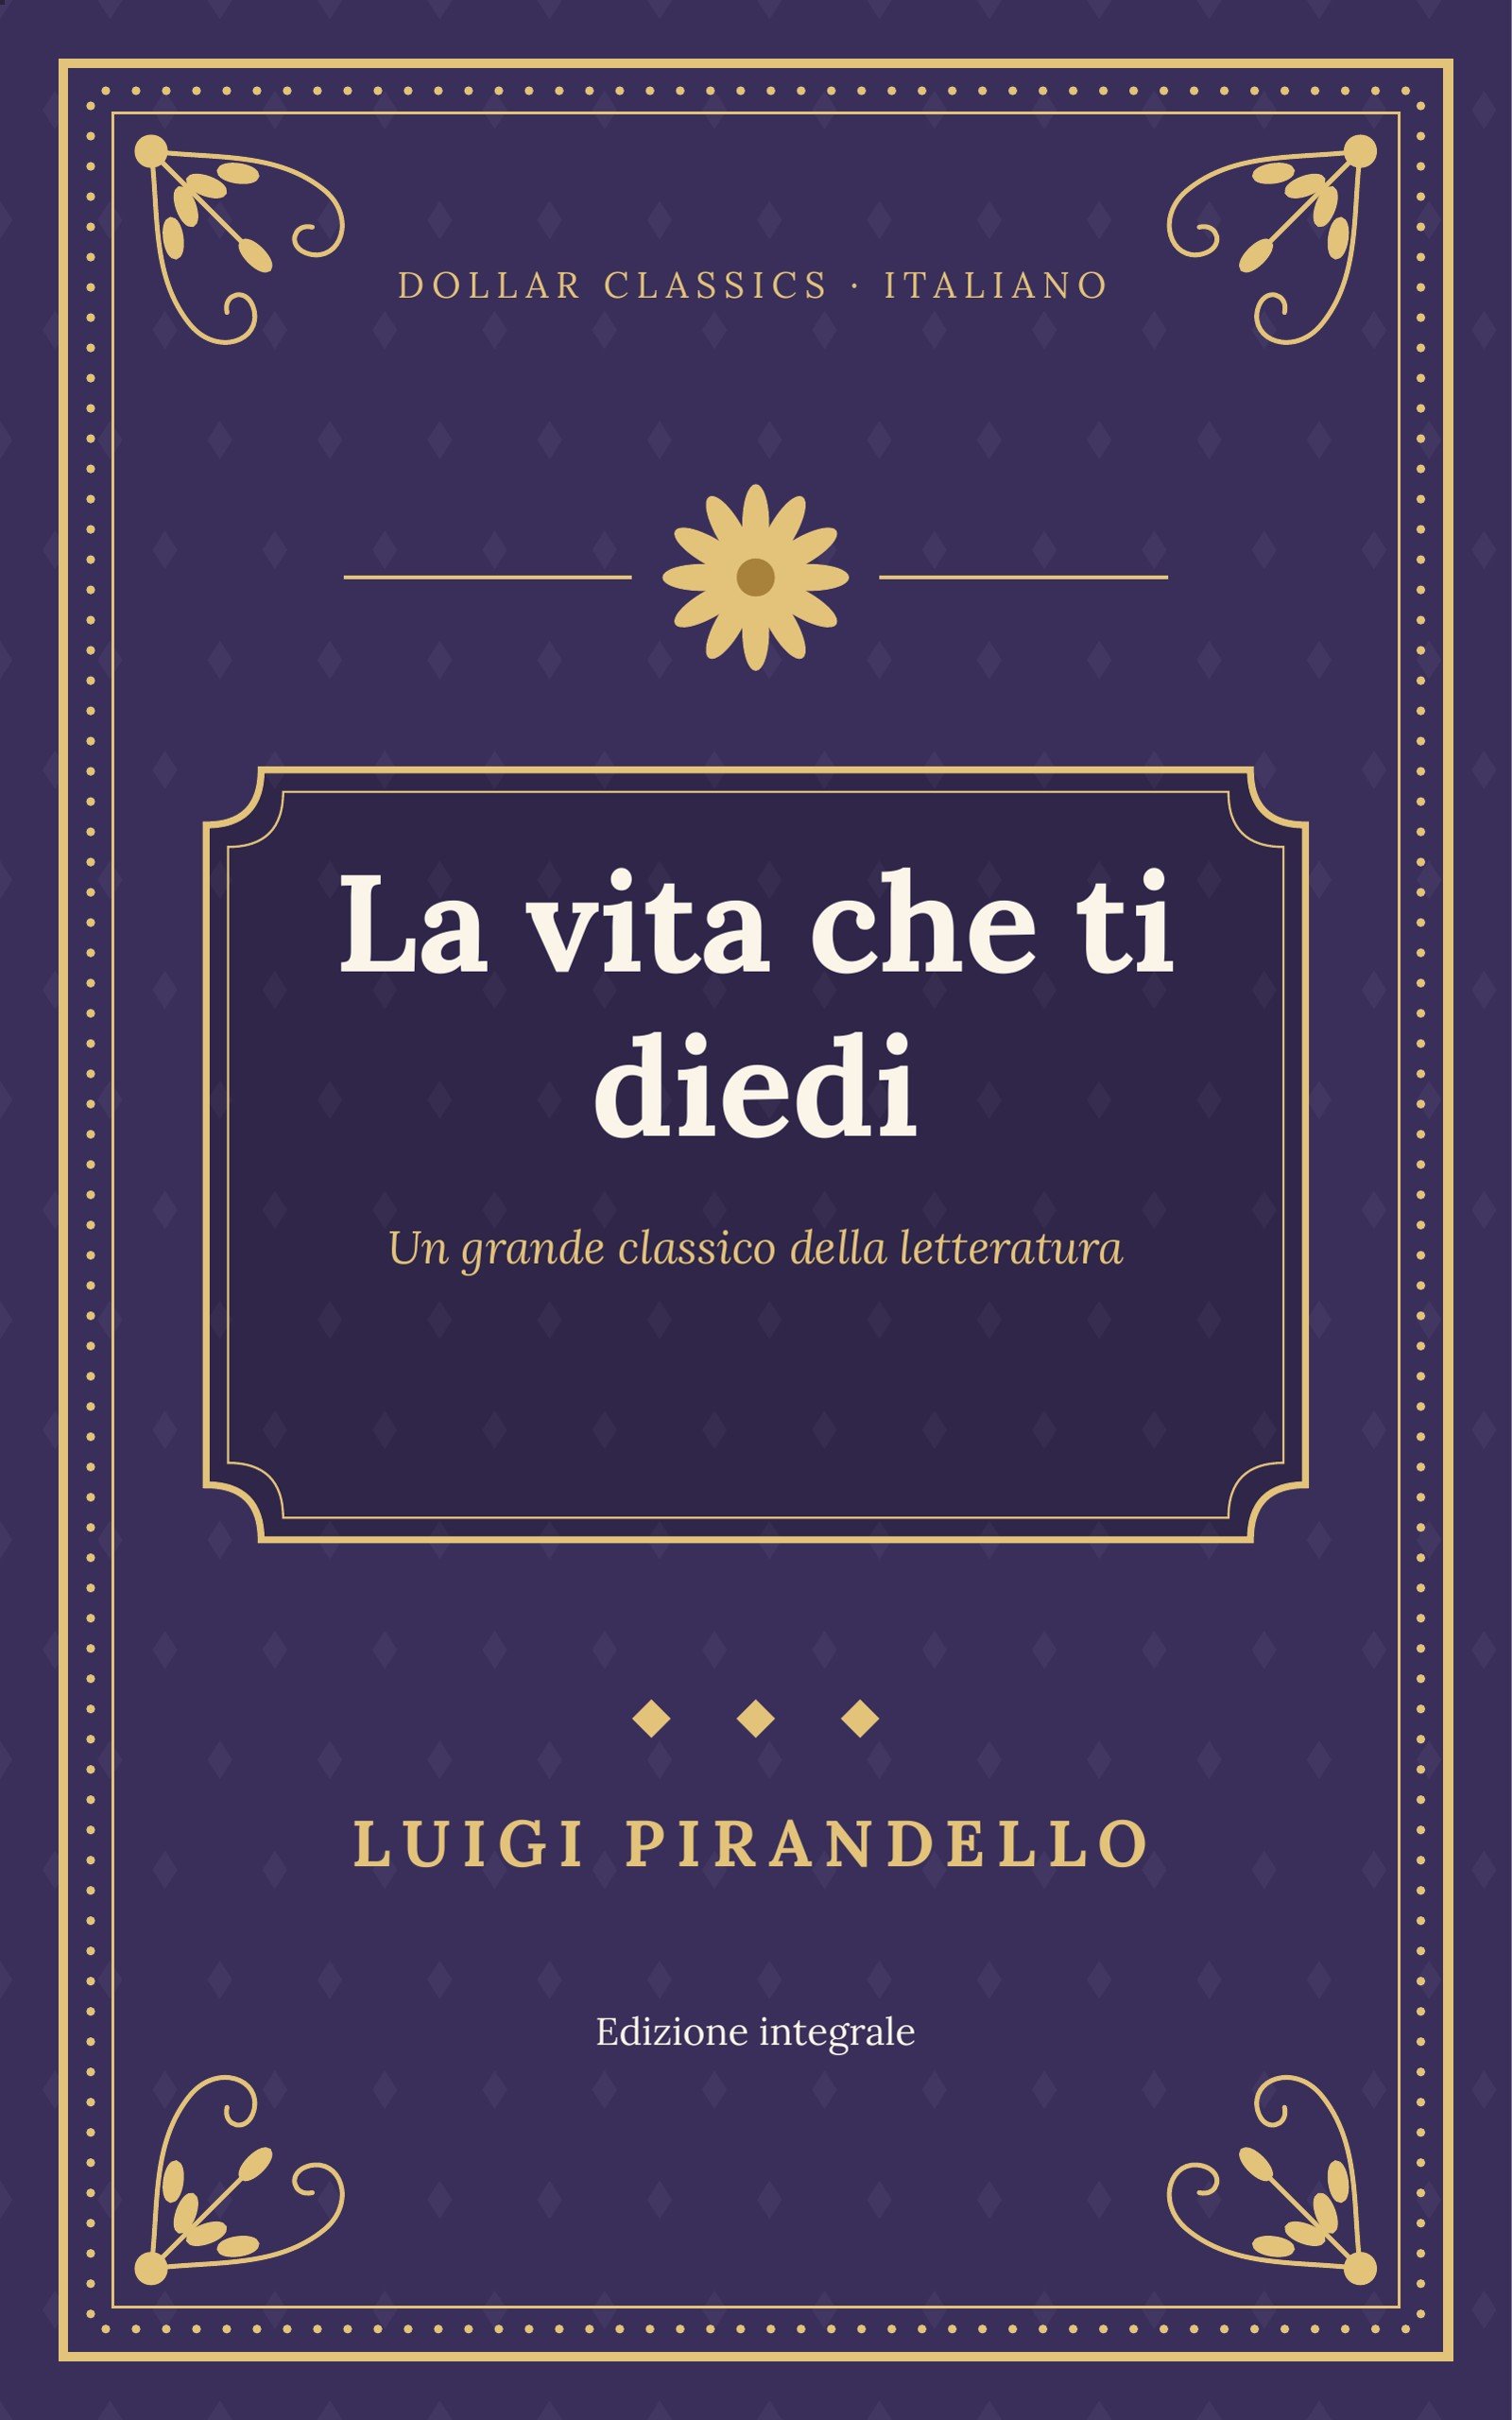 DOLLAR CLASSICS · ITALIANO
La vita che ti
diedi
Un grande classico della letteratura
LUIGI PIRANDELLO
Edizione integrale